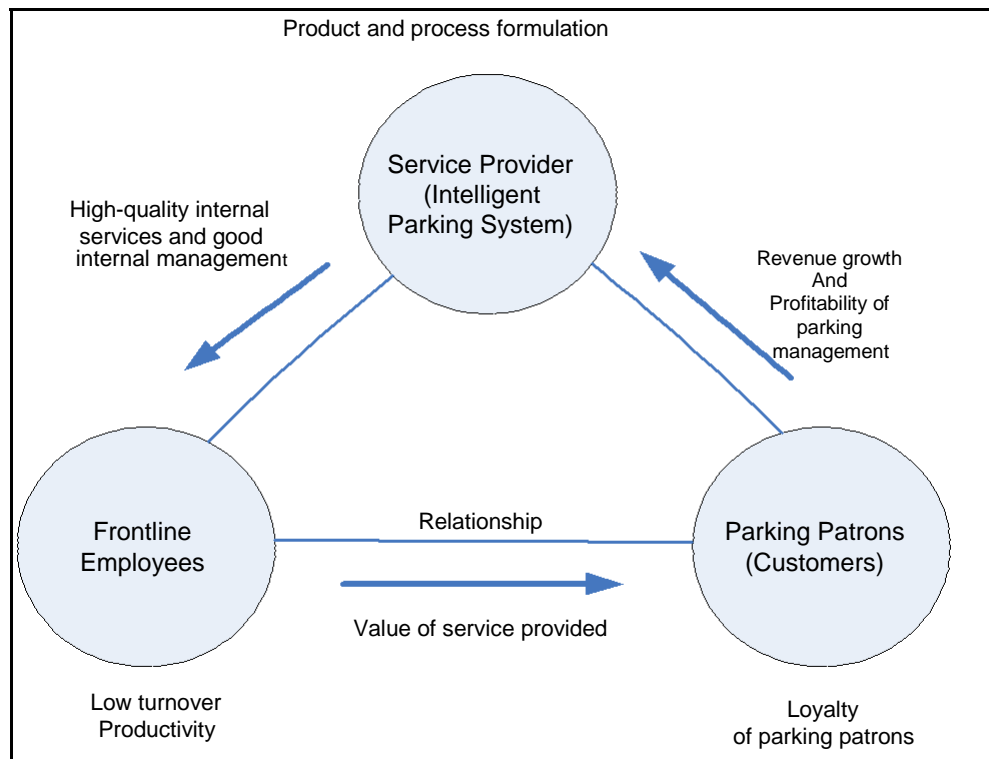 Product and process formulation
Service Provider
(Intelligent
Parking System)
High-quality internal
services and good
internal management
Revenue growth
And
Profitability of
parking
management
Frontline
Employees
Relationship
Parking Patrons
(Customers)
Value of service provided
Low turnover
Productivity
Loyalty
of parking patrons